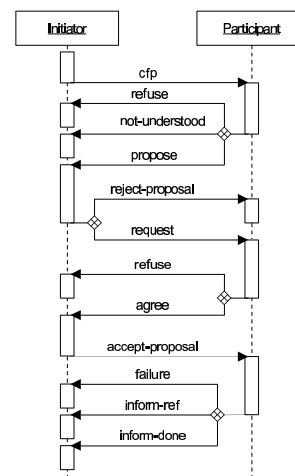 Initiator Participant
cfp
refuse
not-understood
propose
reject-proposal
request
refuse
agree
accept-proposal
failure
inform-ref
inform-done